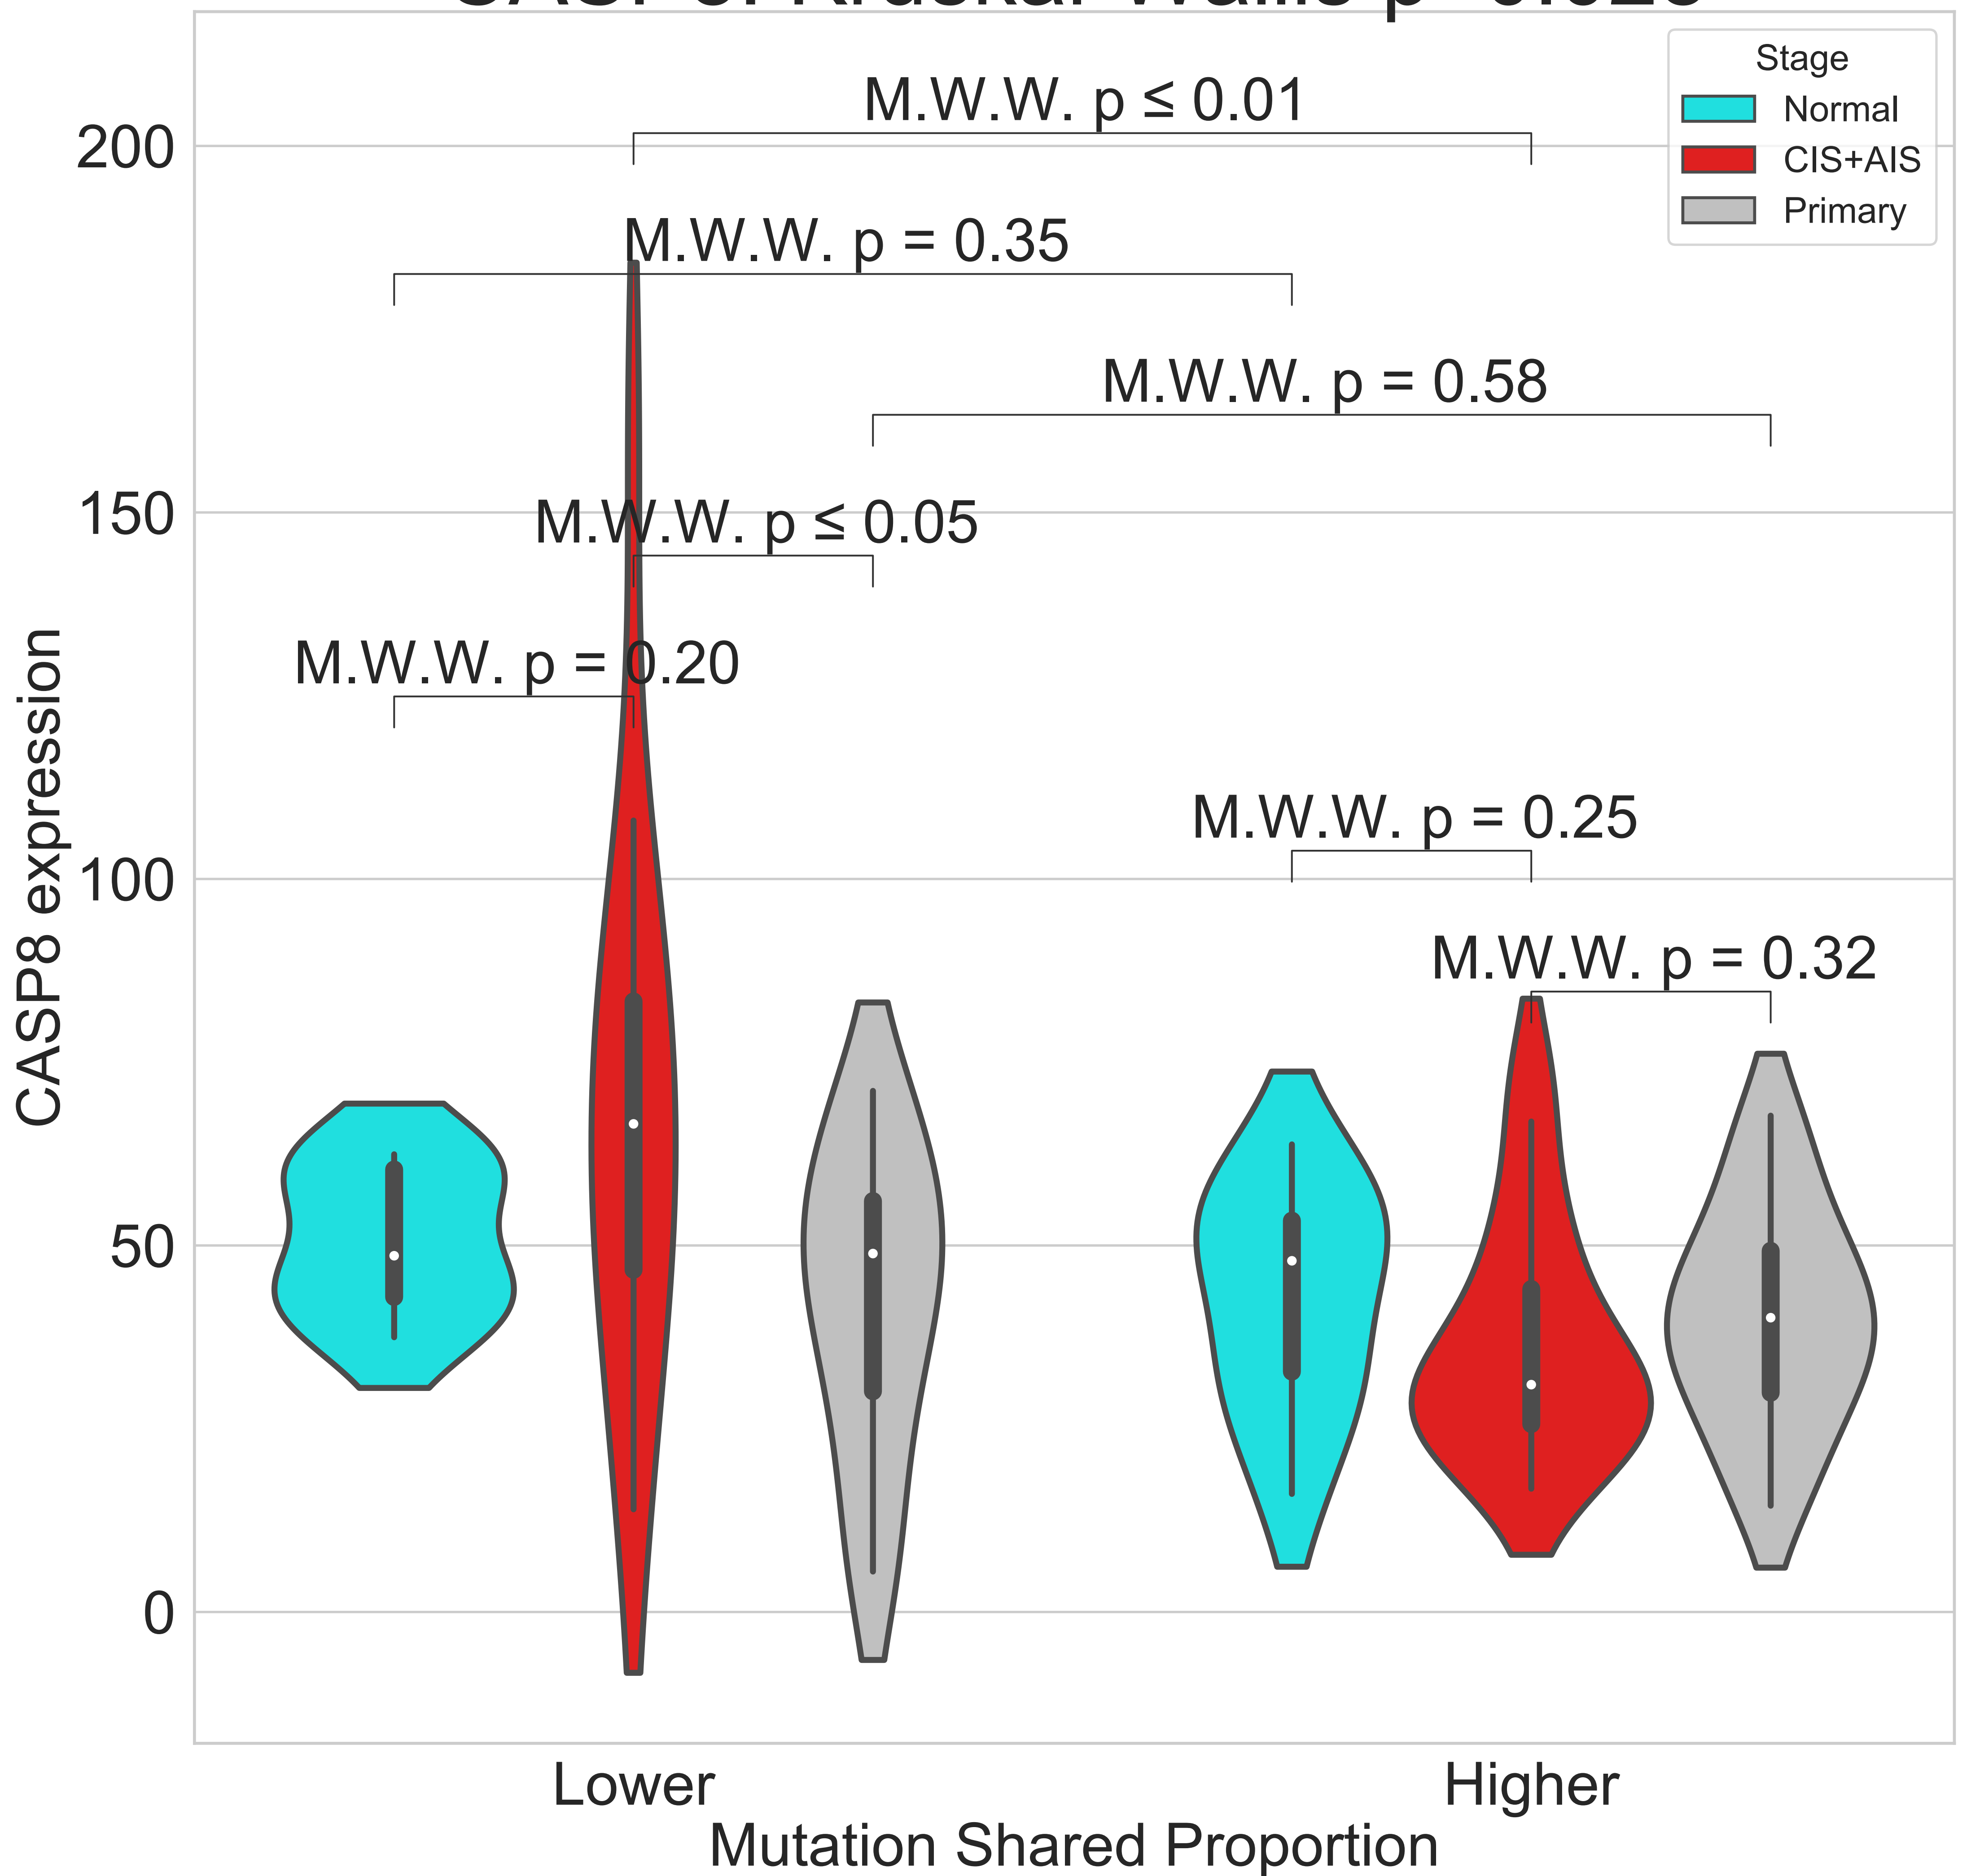 Stage
Normal
CIS+AIS
Primary
M.W.W. p ≤ 0.01
M.W.W. p = 0.35
M.W.W. p = 0.58
M.W.W. p ≤ 0.05
M.W.W. p = 0.20
M.W.W. p = 0.25
M.W.W. p = 0.32
200
150
100
50
0
CASP8 expression
Lower
Higher
Mutation Shared Proportion